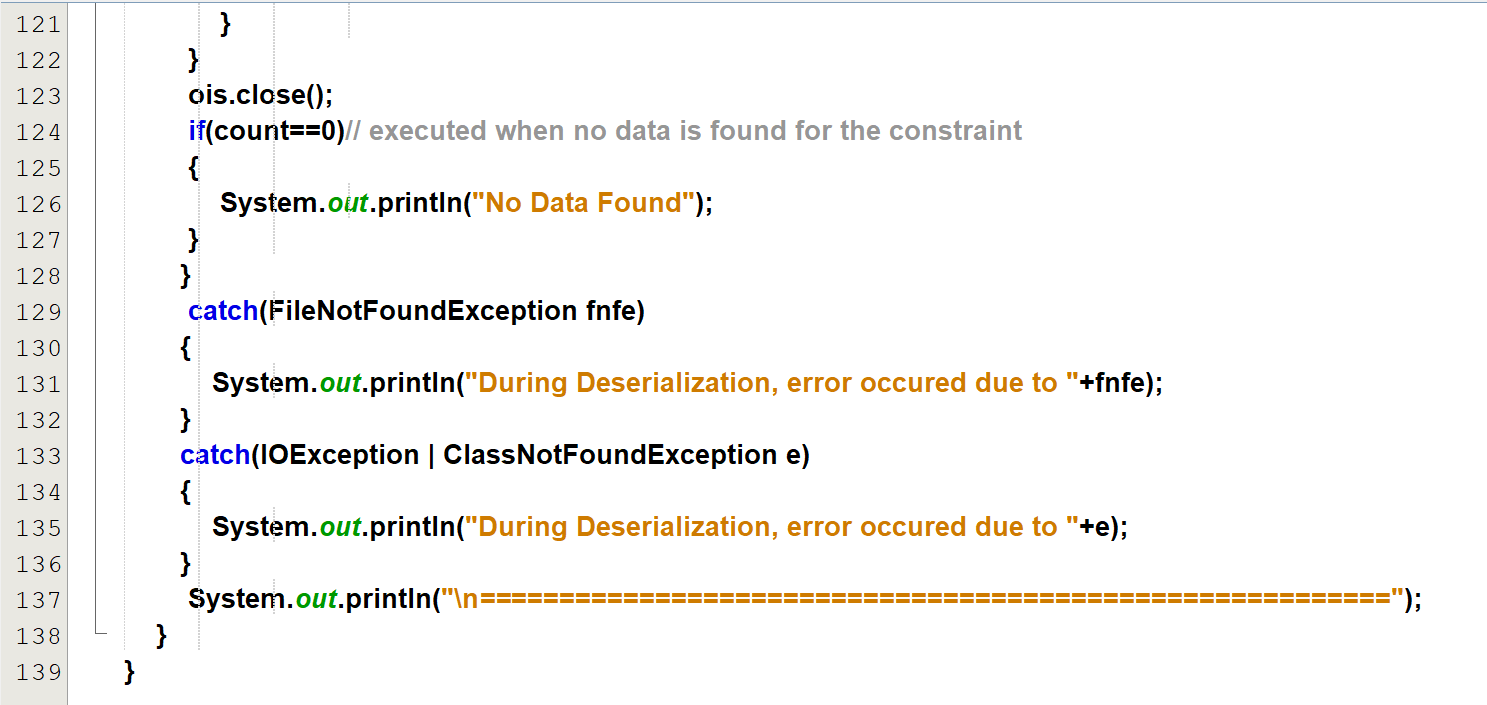 121 }
122 }
123 ois.close();
124 if(count==0)// executed when no data is found for the constraint
125 {
126 System.out.println("No Data Found");
127 }
128 }
129 catch(FileNotFoundException fnfe)
130 {
131 System.out.println("During Deserialization, error occured due to "+fnfe);
132 }
133 catch(IOException | ClassNotFoundException e)
134 {
135 System.out.println("During Deserialization, error occured due to "+e);
136 }
137 System.out.println("\n=========================================================");
138 }
139 }